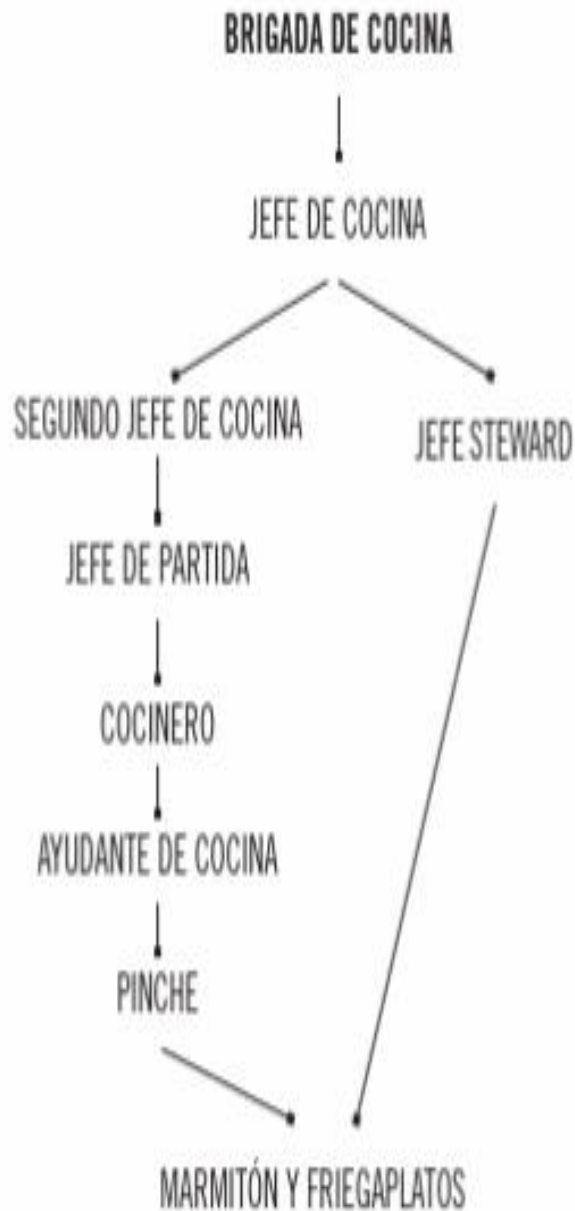 BRIGADA DE COCINA
JEFE DE COCINA
SEGUNDO JEFE DE COCINA
JEFE STEWARD
JEFE DE PARTIDA
COCINERO
AYUDANTE DE COCINA
PINCHE
MARMITÓN Y FRIEGAPLATOS